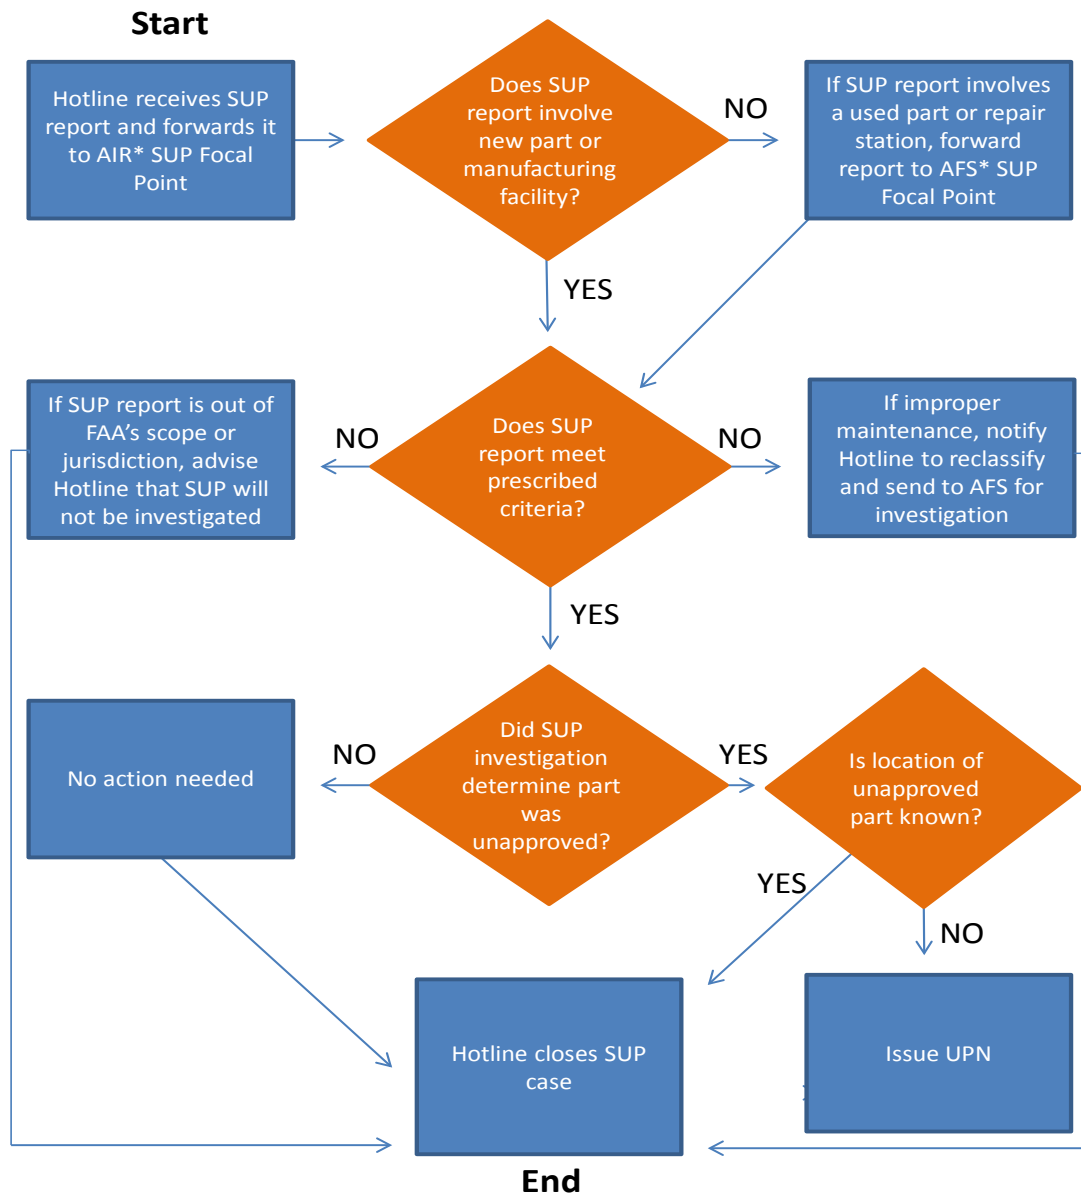 Start
Hotline receives SUP
report and forwards it
to AIR* SUP Focal
Point
Does SUP
report involve
new part or
manufacturing
facility?
NO
If SUP report involves
a used part or repair
station, forward
report to AFS* SUP
Focal Point
YES
If SUP report is out of
FAA's scope or
jurisdiction, advise
Hotline that SUP will
not be investigated
NO
Does SUP
report meet
prescribed
criteria?
NO
If improper
maintenance, notify
Hotline to reclassify
and send to AFS for
investigation
YES
No action needed
NO
Did SUP
investigation
determine part
was
unapproved?
YES
Is location of
unapproved
part known?
YES
NO
Hotline closes SUP
case
Issue UPN
End